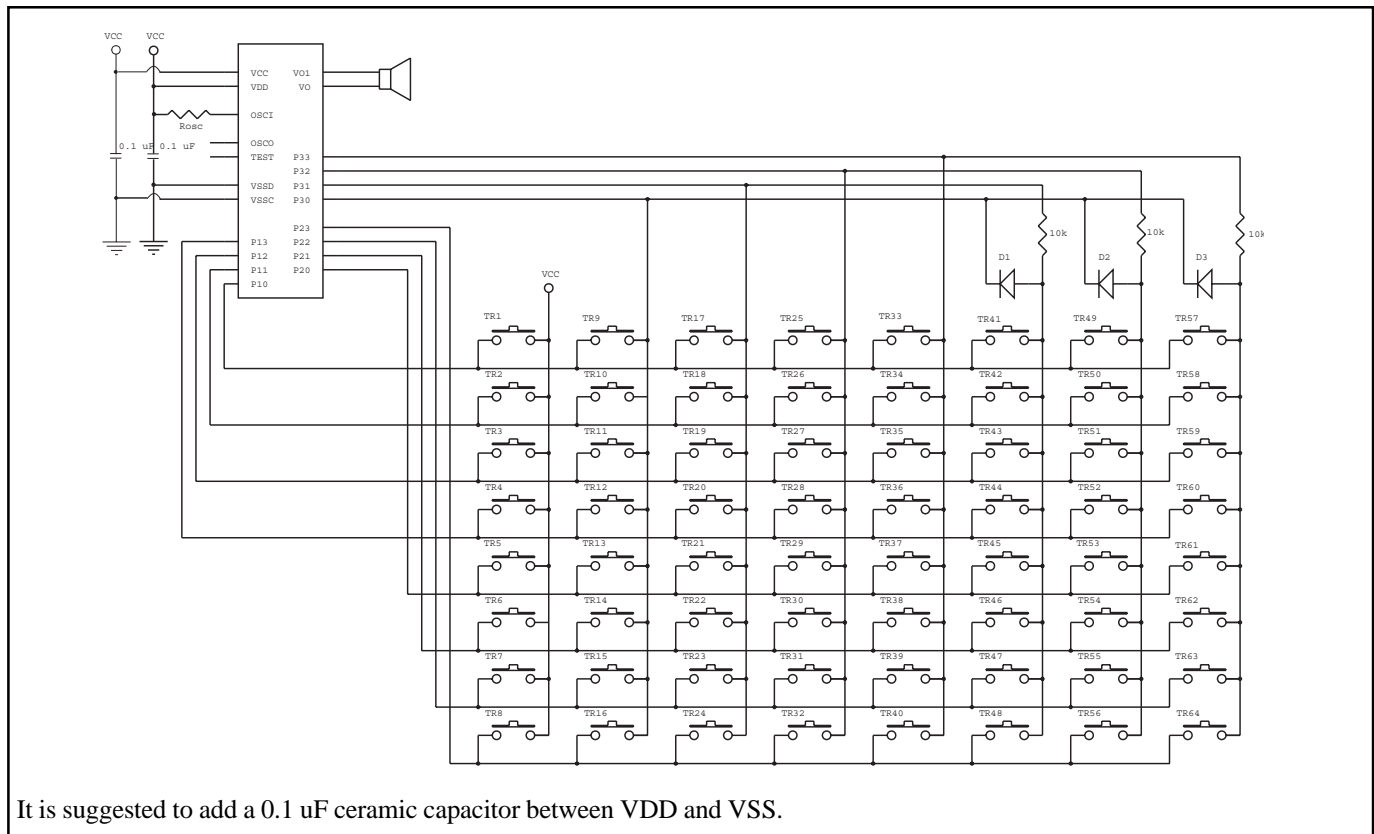 VCC VCC
VCC VO1
VDD VO
OSCI
Rosc
OSCO
0.1 uF 0.1 uF
TEST P33
P32
VSSD P31
VSSC P30
P23
P13 P22
P12 P21
P11 P20
P10
10k 10k 10k
D1 D2 D3
VCC
TR1 TR9 TR17 TR25 TR33 TR41 TR49 TR57
TR2 TR10 TR18 TR26 TR34 TR42 TR50 TR58
TR3 TR11 TR19 TR27 TR35 TR43 TR51 TR59
TR4 TR12 TR20 TR28 TR36 TR44 TR52 TR60
TR5 TR13 TR21 TR29 TR37 TR45 TR53 TR61
TR6 TR14 TR22 TR30 TR38 TR46 TR54 TR62
TR7 TR15 TR23 TR31 TR39 TR47 TR55 TR63
TR8 TR16 TR24 TR32 TR40 TR48 TR56 TR64
It is suggested to add a 0.1 uF ceramic capacitor between VDD and VSS.